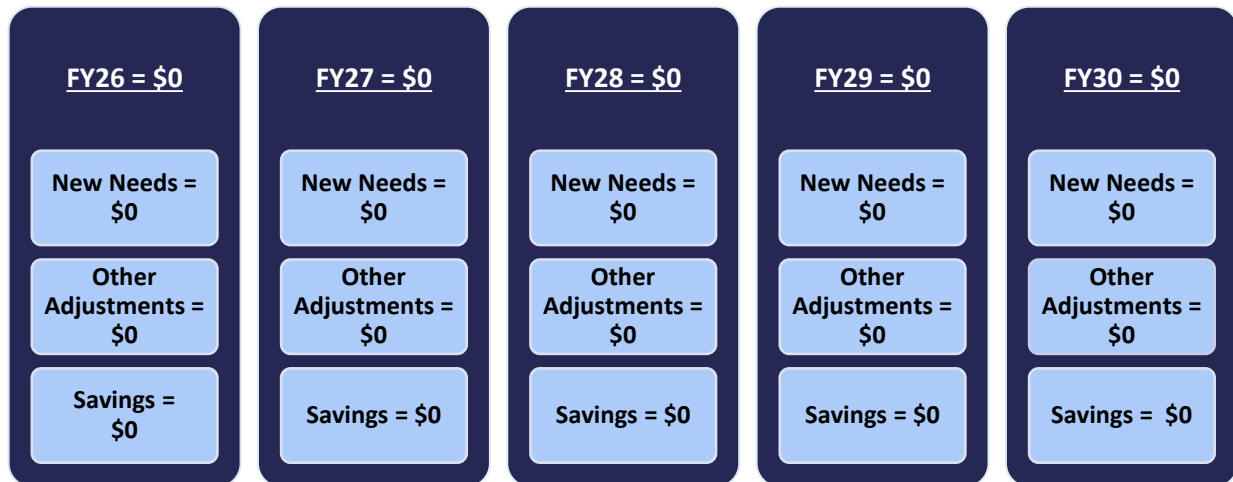 FY26 = $0
New Needs =
$0
Other
Adjustments =
$0
Savings =
$0
FY27 = $0
New Needs =
$0
Other
Adjustments =
$0
Savings = $0
FY28 = $0
New Needs =
$0
Other
Adjustments =
$0
Savings = $0
FY29 = $0
New Needs =
$0
Other
Adjustments =
$0
Savings = $0
FY30 = $0
New Needs =
$0
Other
Adjustments =
$0
Savings =  $0